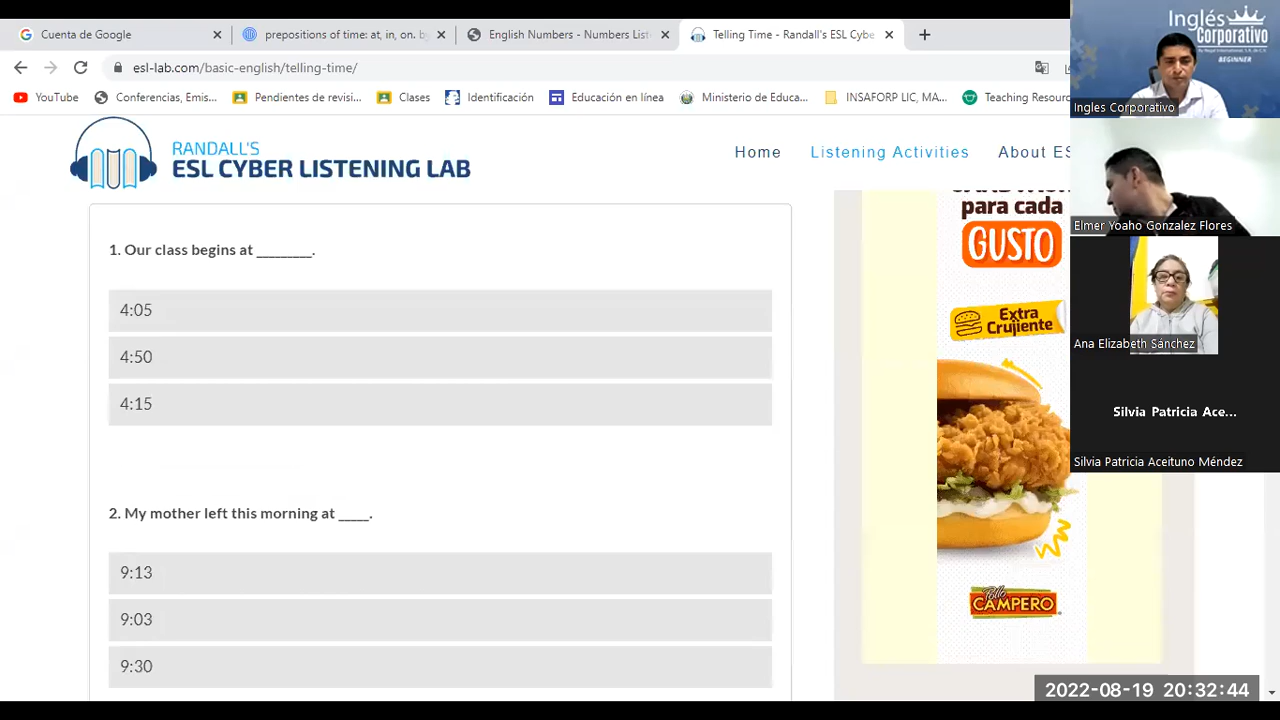 Cuenta de Google
prepositions of time: at, in, on. b
English Numbers - Numbers List
Telling Time - Randall's ESL Cybe
esl-lab.com/basic-english/telling-time/
YouTube
Conferencias, Emis...
Pendientes de revisi...
Clases
Identificación
Educación en línea
Ministerio de Educa...
INSAFORP LIC, MA...
Teaching Resour
RANDALL'S
ESL CYBER LISTENING LAB
Home
Listening Activities
About ES
1. Our class begins at _________.
4:05
4:50
4:15
2. My mother left this morning at _____.
9:13
9:03
9:30
para cada
GUSTO
Extra
Crujiente
Pollo
CAMPERO
Inglés
Corporativo
BEGINNER
Ingles Corporativo
Elmer Yoaho Gonzalez Flores
Ana Elizabeth Sánchez
Silvia Patricia Ace...
Silvia Patricia Aceituno Méndez
2022-08-19 20:32:44